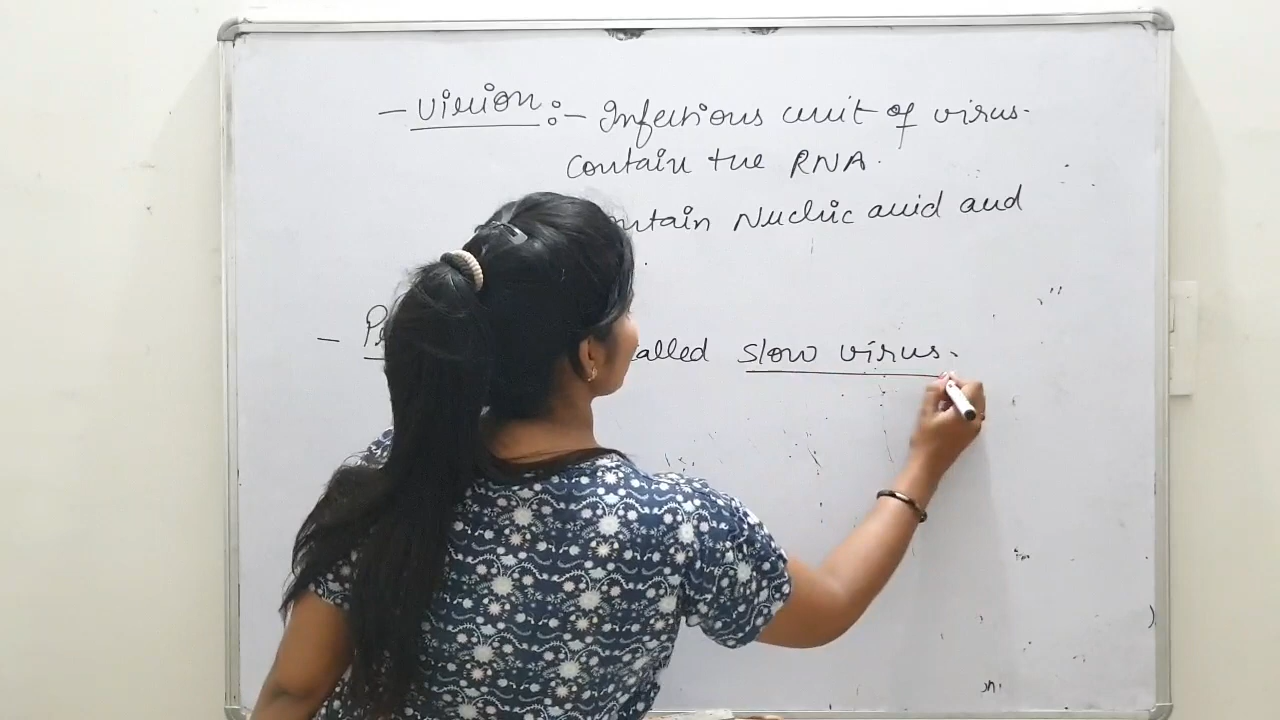 - Virion :- Infectious unit of virus.
contain the RNA.
contain Nucleic acid and
- called slow virus.